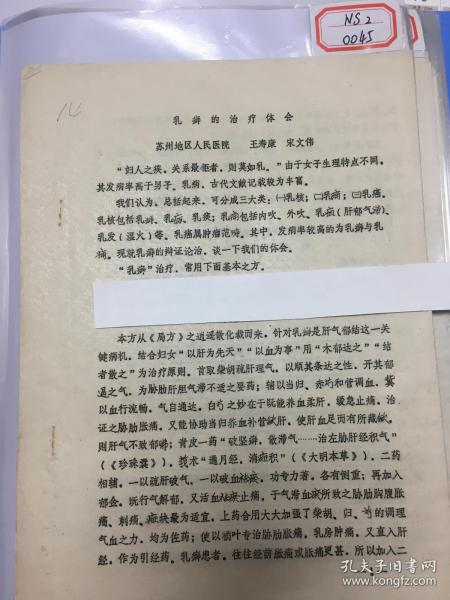 NS2
0045
14
乳癖的治疗体会
苏州地区人民医院 王寿康 宋文伟
“归人之疾,关系最钜者,则莫如乳。”由于女子生理特点不同,
其发病率高于男子。乳病,古代文献记载较为丰富。
我们认为,总括起来,可分成三大类:㈠乳核;㈡乳痈;㈢乳癌。
乳核包括乳癖、乳疬、乳痰;乳痈包括内吹、外吹、乳疽(肝郁气滞)、
乳发(湿火)等。乳癌属肿瘤范畴。其中,发病率较高的为乳癖与乳
痈。现就乳癖的辩证论治,谈一下我们的体会。
“乳癖”治疗,常用下面基本之方。
本方从《局方》之逍遥散化裁而来。针对乳癖是肝气郁结这一关
健病机,结合妇女“以肝为先天”“以血为事”用“木郁达之”“结
者散之”为治疗原则。首取柴胡疏肝理气,以顺其条达之性,开其郁
遏之气,为胁肋肝胆气滞不适之要药;辅以当归、赤芍和营调血,冀
以血行流畅,气自通达。白芍之妙在于既能养血柔肝,缓急止痛,治
证之胁肋胀痛,又能协助当归养血补营敛肝,使肝血足而有所藏,
则肝气不致郁滞;青皮一药“破坚癖,散滞气……治左胁肝经积气”
(《珍珠囊》),莪术“通月经,消瘀积”(《大明本草》),二药
相辅,一以疏肝破气,一以破血祛瘀,功专力著,各有侧重;再加入
郁金,既行气解郁,又活血祛瘀止痛,于气滞血瘀所致之胁肋胸腹胀
痛、刺痛,痃块最为适宜。上药合用大大加强了柴胡、归、芍的调理
气血之力,均为佐药;使以橘叶专治胁肋胀痛,乳房肿痛,又直入肝
经,作为引经药。乳癖患者,往往经前胀痛或胀痛更甚,所以加入二
孔夫子旧书网